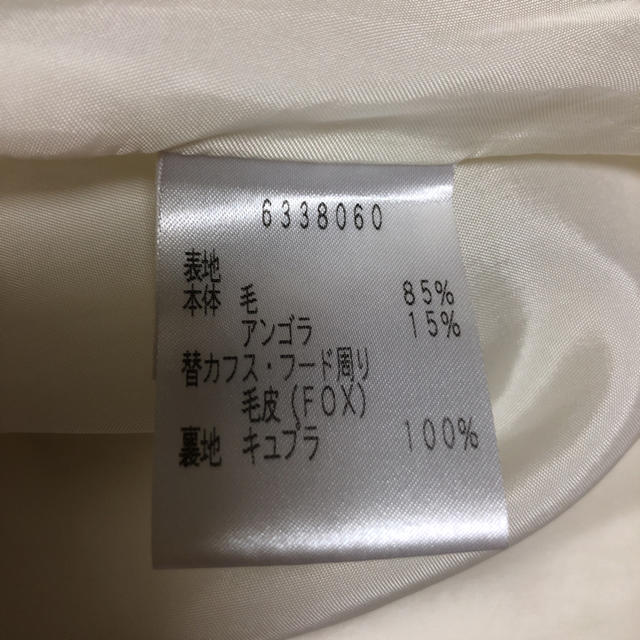 6338060
表地
本体 毛 85%
アンゴラ 15%
替カフス・フード周り
毛皮(FOX)
裏地 キュプラ 100%